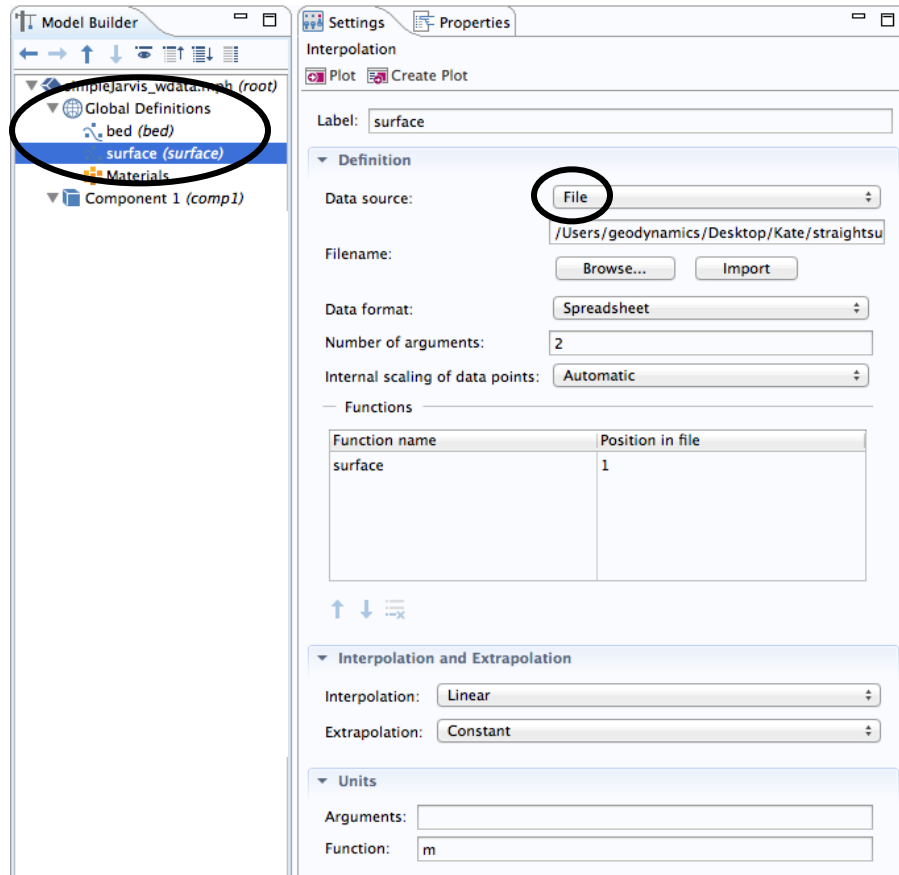 Model Builder
simpleJarvis_wdata.mph (root)
Global Definitions
bed (bed)
surface (surface)
Materials
Component 1 (comp1)
Settings
Properties
Interpolation
Plot
Create Plot
Label:
surface
Definition
Data source:
File
Filename:
/Users/geodynamics/Desktop/Kate/straightsu
Browse...
Import
Data format:
Spreadsheet
Number of arguments:
2
Internal scaling of data points:
Automatic
Functions
Function name
Position in file
surface
1
Interpolation and Extrapolation
Interpolation:
Linear
Extrapolation:
Constant
Units
Arguments:
Function:
m